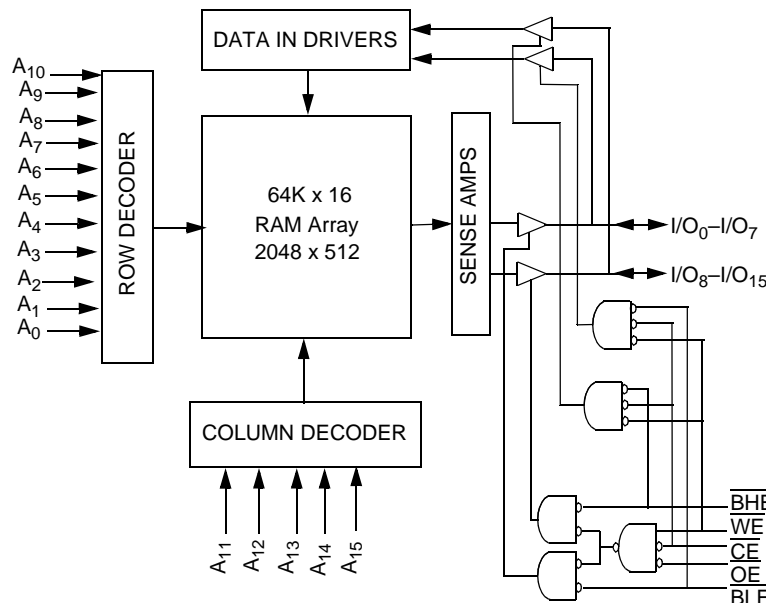 DATA IN DRIVERS
A10
A9
A8
A7
A6
A5
A4
A3
A2
A1
A0
ROW DECODER
64K x 16
RAM Array
2048 x 512
SENSE AMPS
I/O0–I/O7
I/O8–I/O15
COLUMN DECODER
A11
A12
A13
A14
A15
BHE
WE
CE
OE
BLE